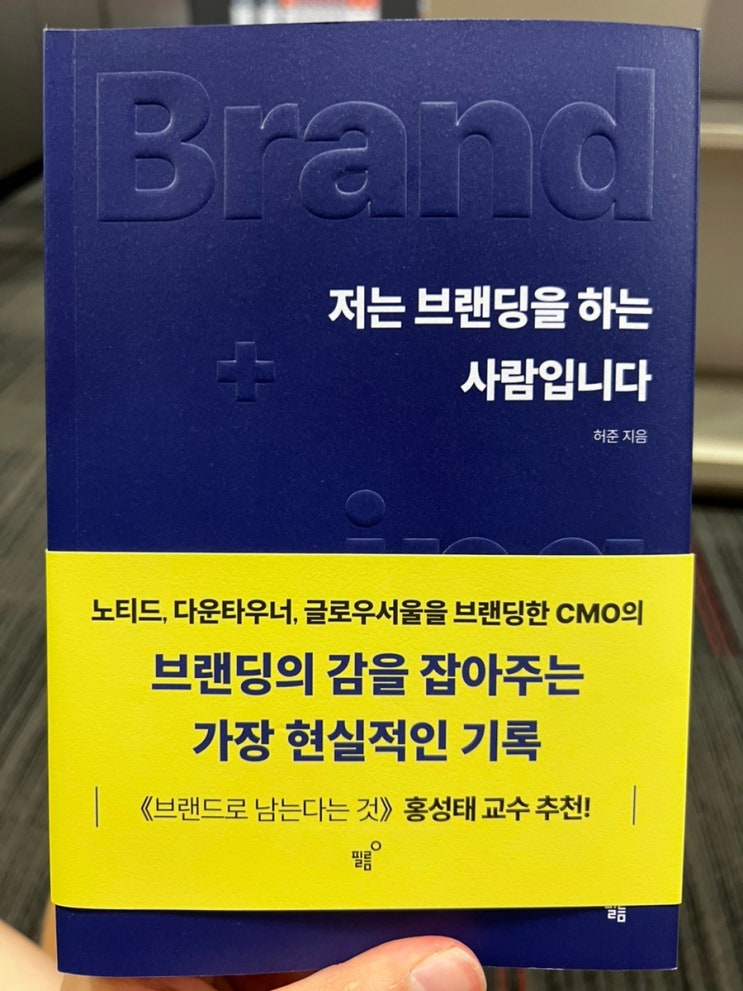 Brand
저는 브랜딩을 하는
+
사람입니다
허준 지음
ing
노티드, 다운타우너, 글로우서울을 브랜딩한 CMO의
브랜딩의 감을 잡아주는
가장 현실적인 기록
《브랜드로 남는다는 것》 홍성태 교수 추천!
필름
필름